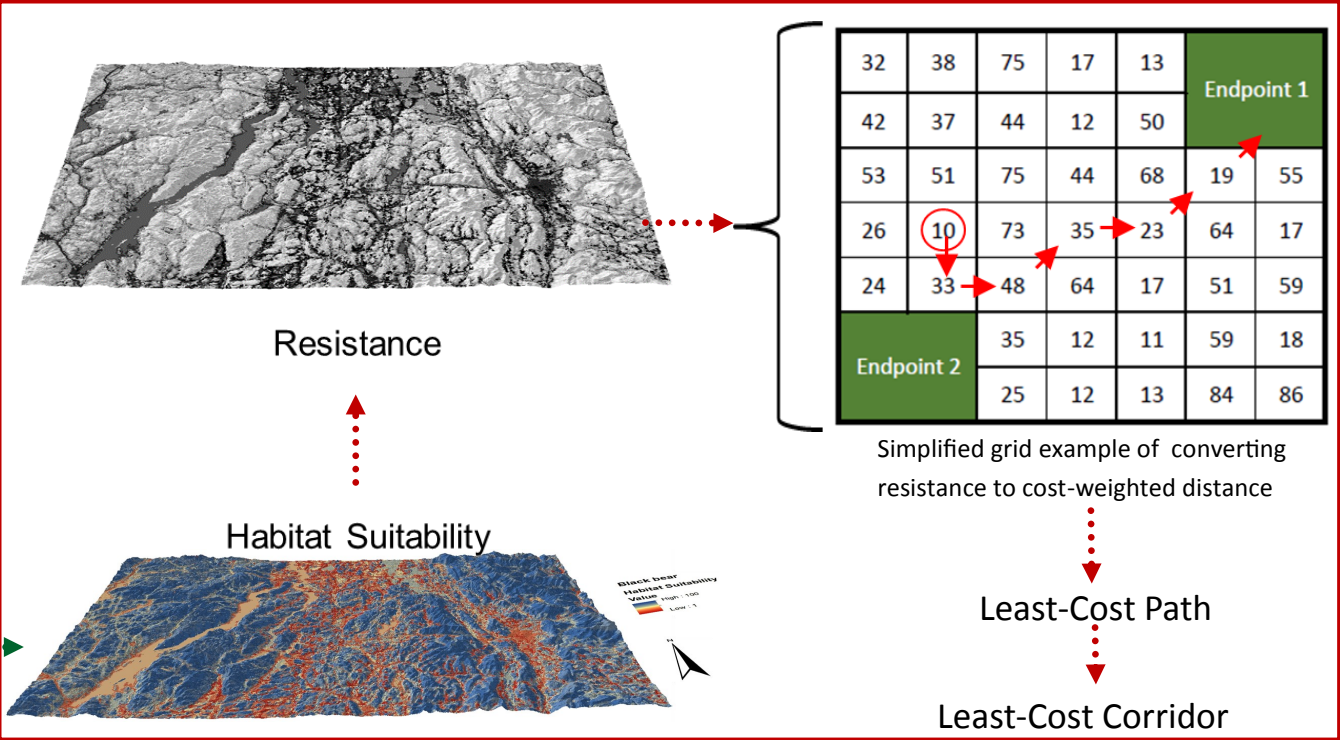 32 38 75 17 13
Endpoint 1
42 37 44 12 50
53 51 75 44 68 19 55
26 10 73 35 23 64 17
24 33 48 64 17 51 59
35 12 11 59 18
Endpoint 2
25 12 13 84 86
Resistance
Simplified grid example of converting
resistance to cost-weighted distance
Habitat Suitability
Black bear
Habitat Suitability
Value
High : 100
Low : 1
N
Least-Cost Path
Least-Cost Corridor